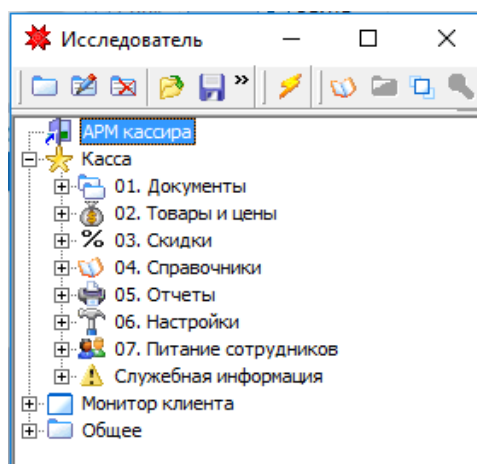 Исследователь
»
АРМ кассира
Касса
01. Документы
02. Товары и цены
% 03. Скидки
04. Справочники
05. Отчеты
06. Настройки
07. Питание сотрудников
Служебная информация
Монитор клиента
Общее